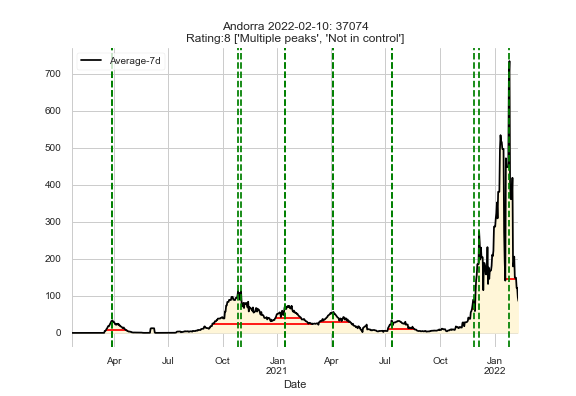 Andorra 2022-02-10: 37074
Rating:8 ['Multiple peaks', 'Not in control']
Average-7d
700
600
500
400
300
200
100
0
Apr
Jul
Oct
Jan
2021
Apr
Jul
Oct
Jan
2022
Date